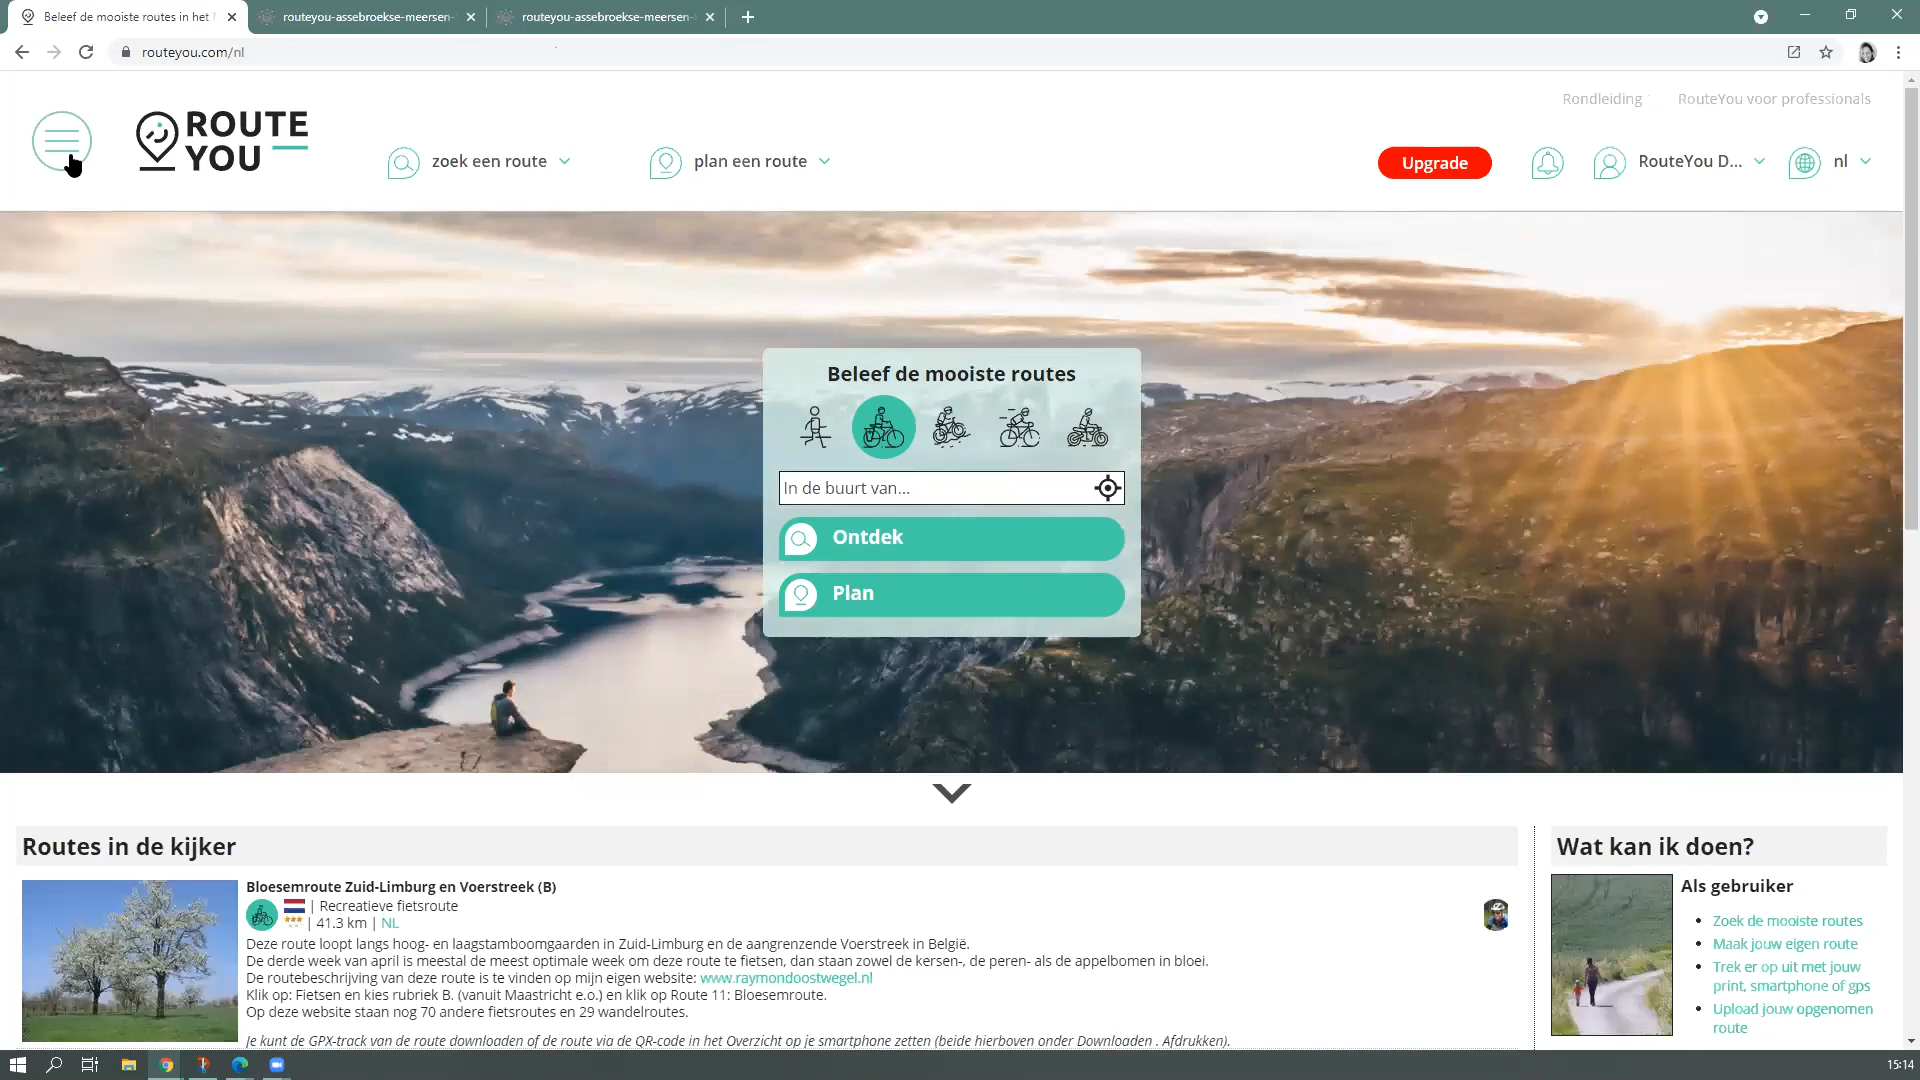 Beleef de mooiste routes in het
routeyou-assebroekse-meersen-
routeyou-assebroekse-meersen-
routeyou.com/nl
Rondleiding
RouteYou voor professionals
ROUTE
YOU
zoek een route
plan een route
Upgrade
RouteYou D...
nl
Beleef de mooiste routes
In de buurt van...
Ontdek
Plan
Routes in de kijker
Bloesemroute Zuid-Limburg en Voerstreek (B)
| Recreatieve fietsroute
| 41.3 km | NL
Deze route loopt langs hoog- en laagstamboomgaarden in Zuid-Limburg en de aangrenzende Voerstreek in België.
De derde week van april is meestal de meest optimale week om deze route te fietsen, dan staan zowel de kersen-, de peren- als de appelbomen in bloei.
De routebeschrijving van deze route is te vinden op mijn eigen website: www.raymondoostwegel.nl
Klik op: Fietsen en kies rubriek B. (vanuit Maastricht e.o.) en klik op Route 11: Bloesemroute.
Op deze website staan nog 70 andere fietsroutes en 29 wandelroutes.
Je kunt de GPX-track van de route downloaden of de route via de QR-code in het Overzicht op je smartphone zetten (beide hierboven onder Downloaden . Afdrukken).
Wat kan ik doen?
Als gebruiker
• Zoek de mooiste routes
• Maak jouw eigen route
• Trek er op uit met jouw
print, smartphone of gps
• Upload jouw opgenomen
route
15:14